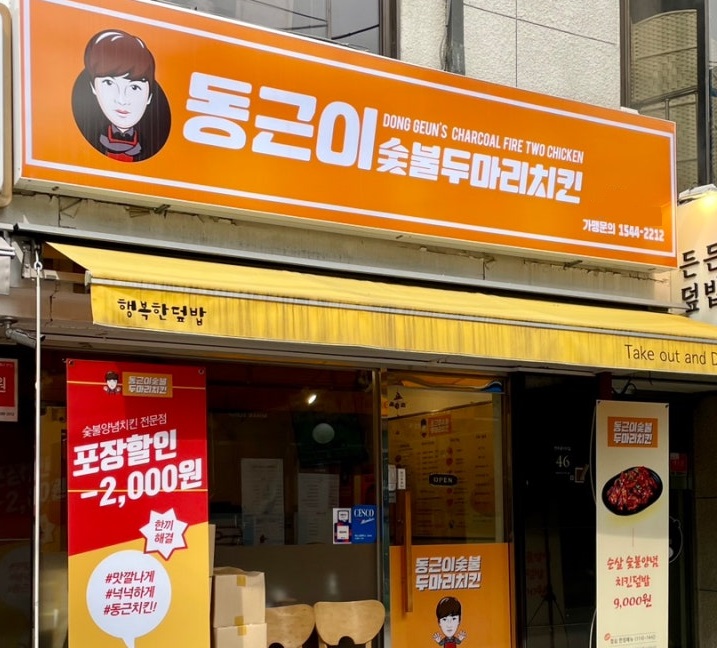 동근이
DONG GEUN'S CHARCOAL FIRE TWO CHICKEN
숯불두마리치킨
가맹문의 1544-2212
든든
덮밥
행복한덮밥
Take out and D
동근이숯불
두마리치킨
숯불양념치킨 전문점
포장할인
-2,000원
한끼
해결
#맛깔나게
#넉넉하게
#동근치킨!
CESCO
OPEN
46
동근이숯불
두마리치킨
동근이숯불
두마리치킨
순살 숯불양념
치킨덮밥
9,000원